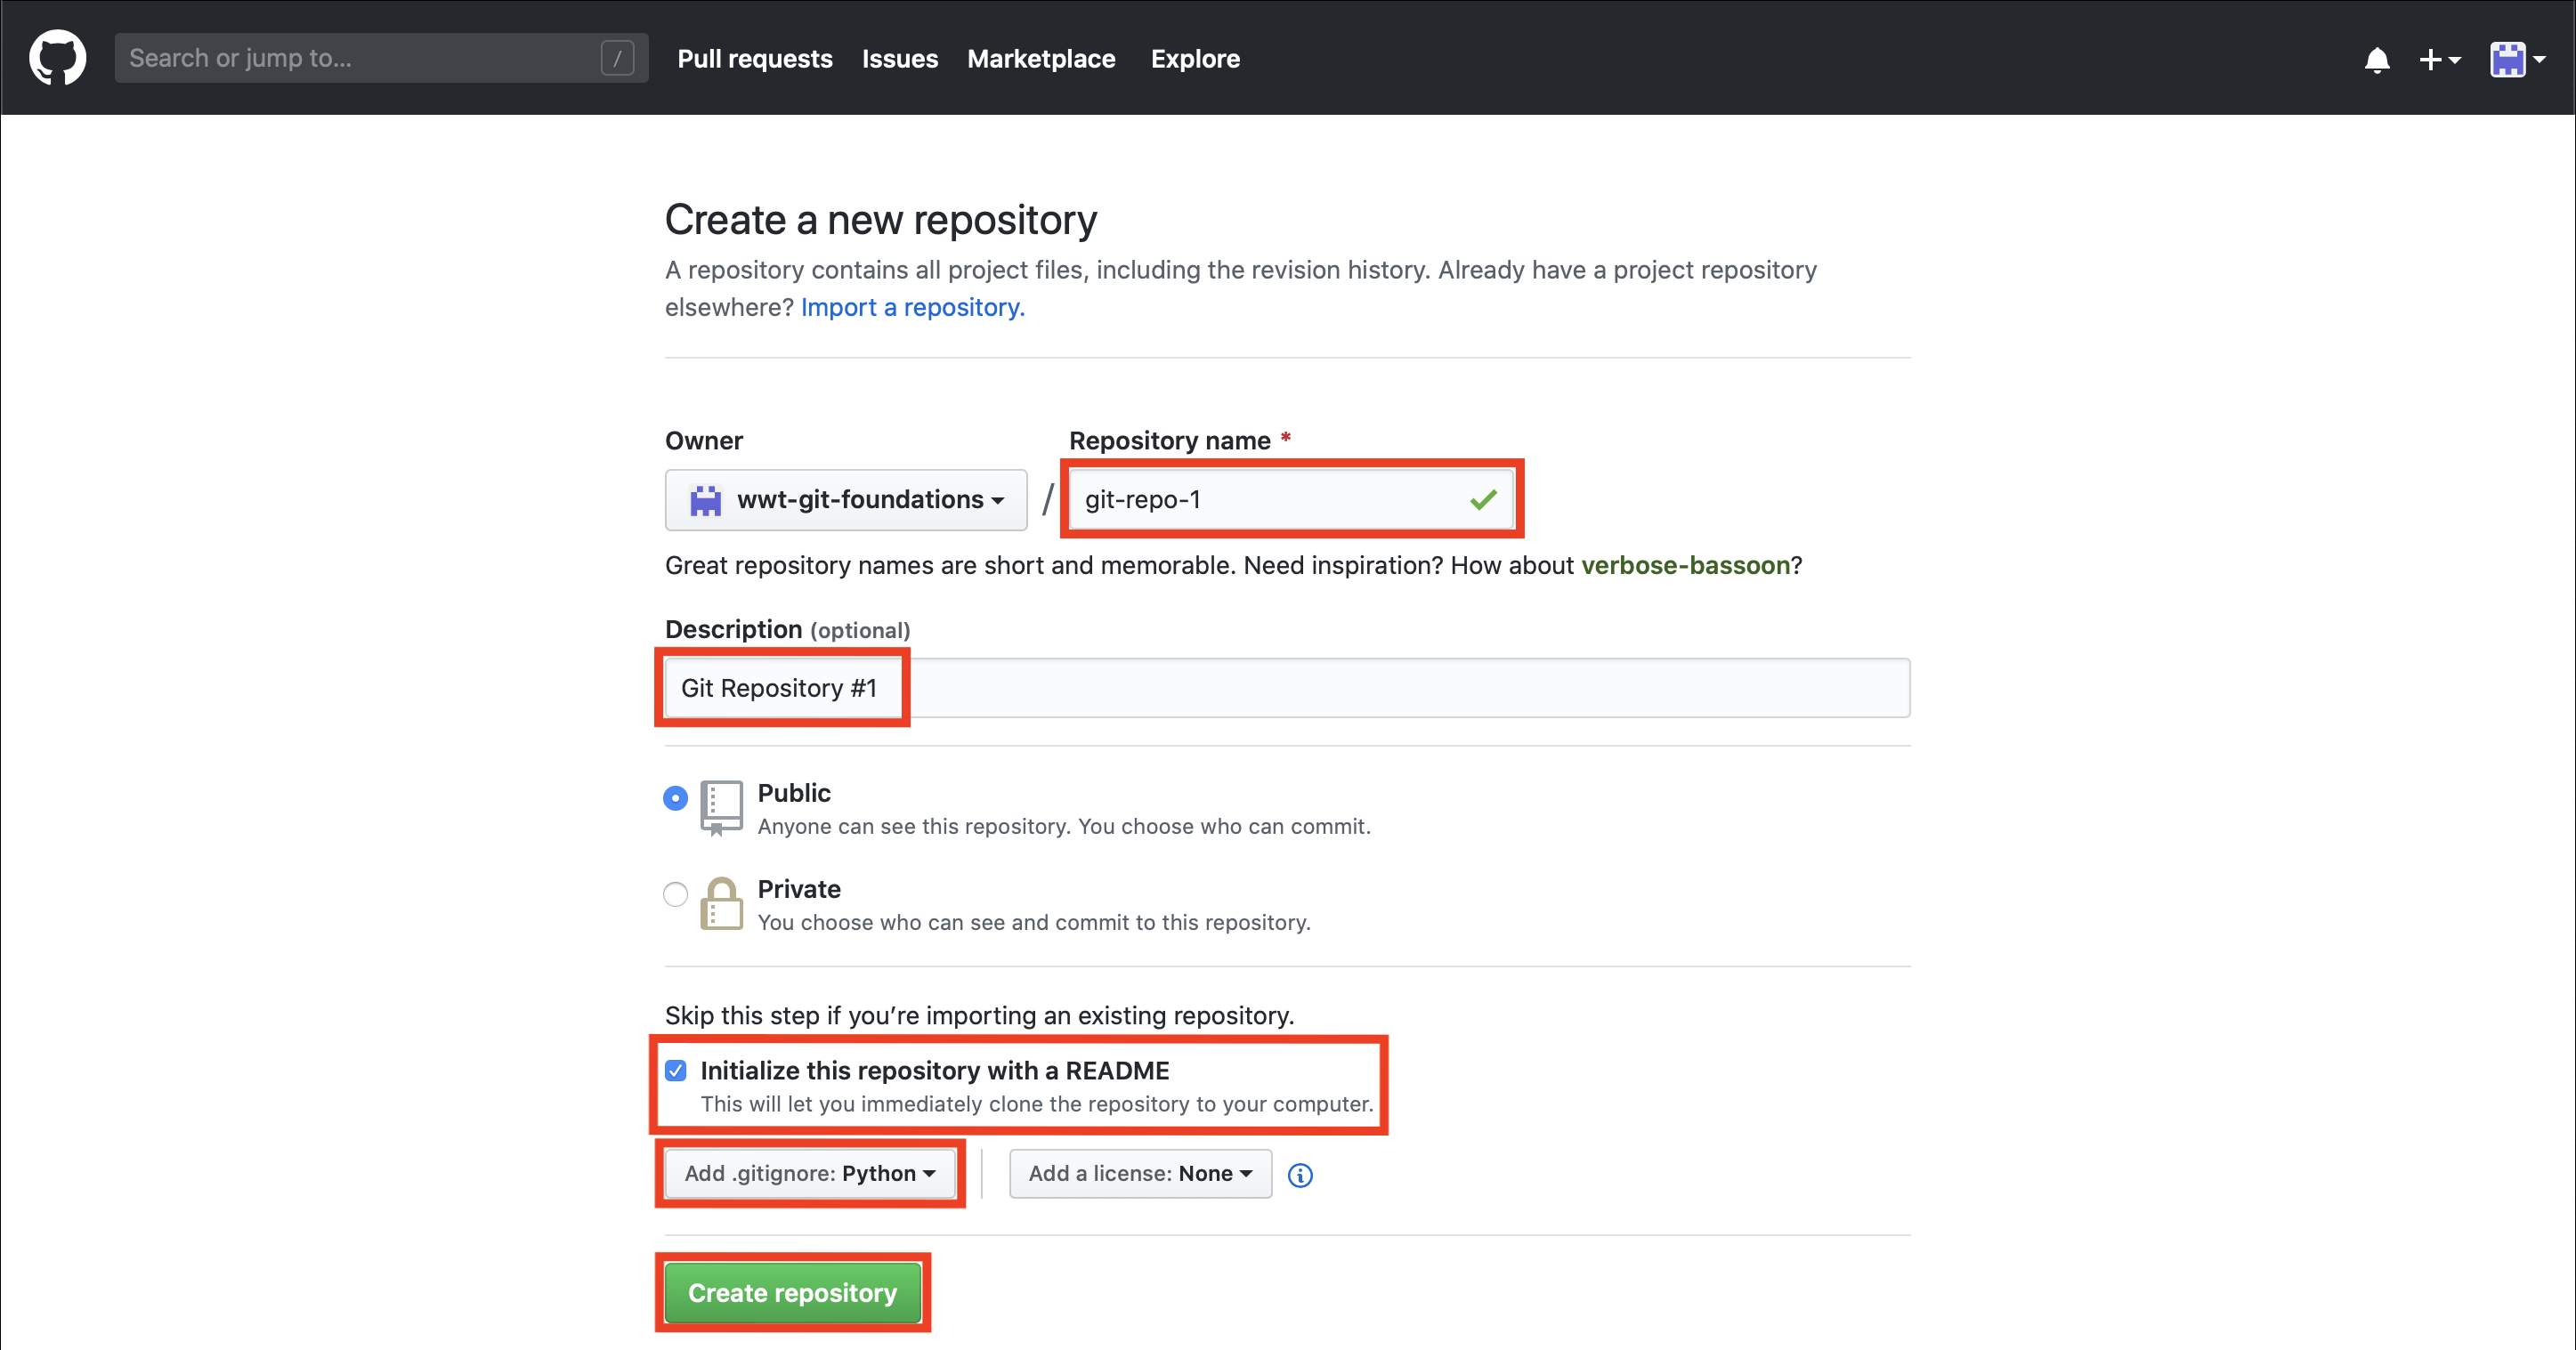 Search or jump to... /
Pull requests Issues Marketplace Explore
Create a new repository
A repository contains all project files, including the revision history. Already have a project repository
elsewhere? Import a repository.
Owner
Repository name *
wwt-git-foundations / git-repo-1
Great repository names are short and memorable. Need inspiration? How about verbose-bassoon?
Description (optional)
Git Repository #1
Public
Anyone can see this repository. You choose who can commit.
Private
You choose who can see and commit to this repository.
Skip this step if you’re importing an existing repository.
Initialize this repository with a README
This will let you immediately clone the repository to your computer.
Add .gitignore: Python
Add a license: None
Create repository